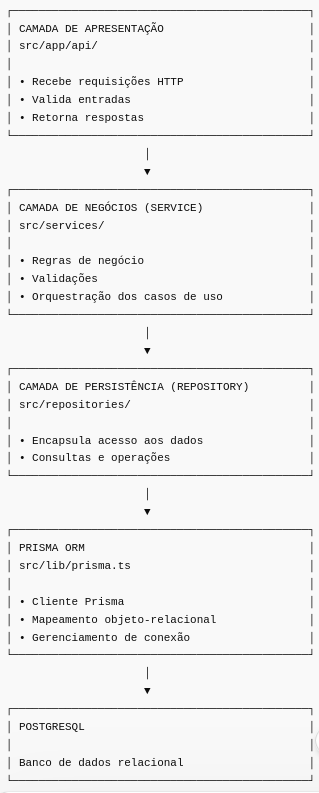 CAMADA DE APRESENTAÇÃO
src/app/api/
• Recebe requisições HTTP
• Valida entradas
• Retorna respostas
CAMADA DE NEGÓCIOS (SERVICE)
src/services/
• Regras de negócio
• Validações
• Orquestração dos casos de uso
CAMADA DE PERSISTÊNCIA (REPOSITORY)
src/repositories/
• Encapsula acesso aos dados
• Consultas e operações
PRISMA ORM
src/lib/prisma.ts
• Cliente Prisma
• Mapeamento objeto-relacional
• Gerenciamento de conexão
POSTGRESQL
Banco de dados relacional